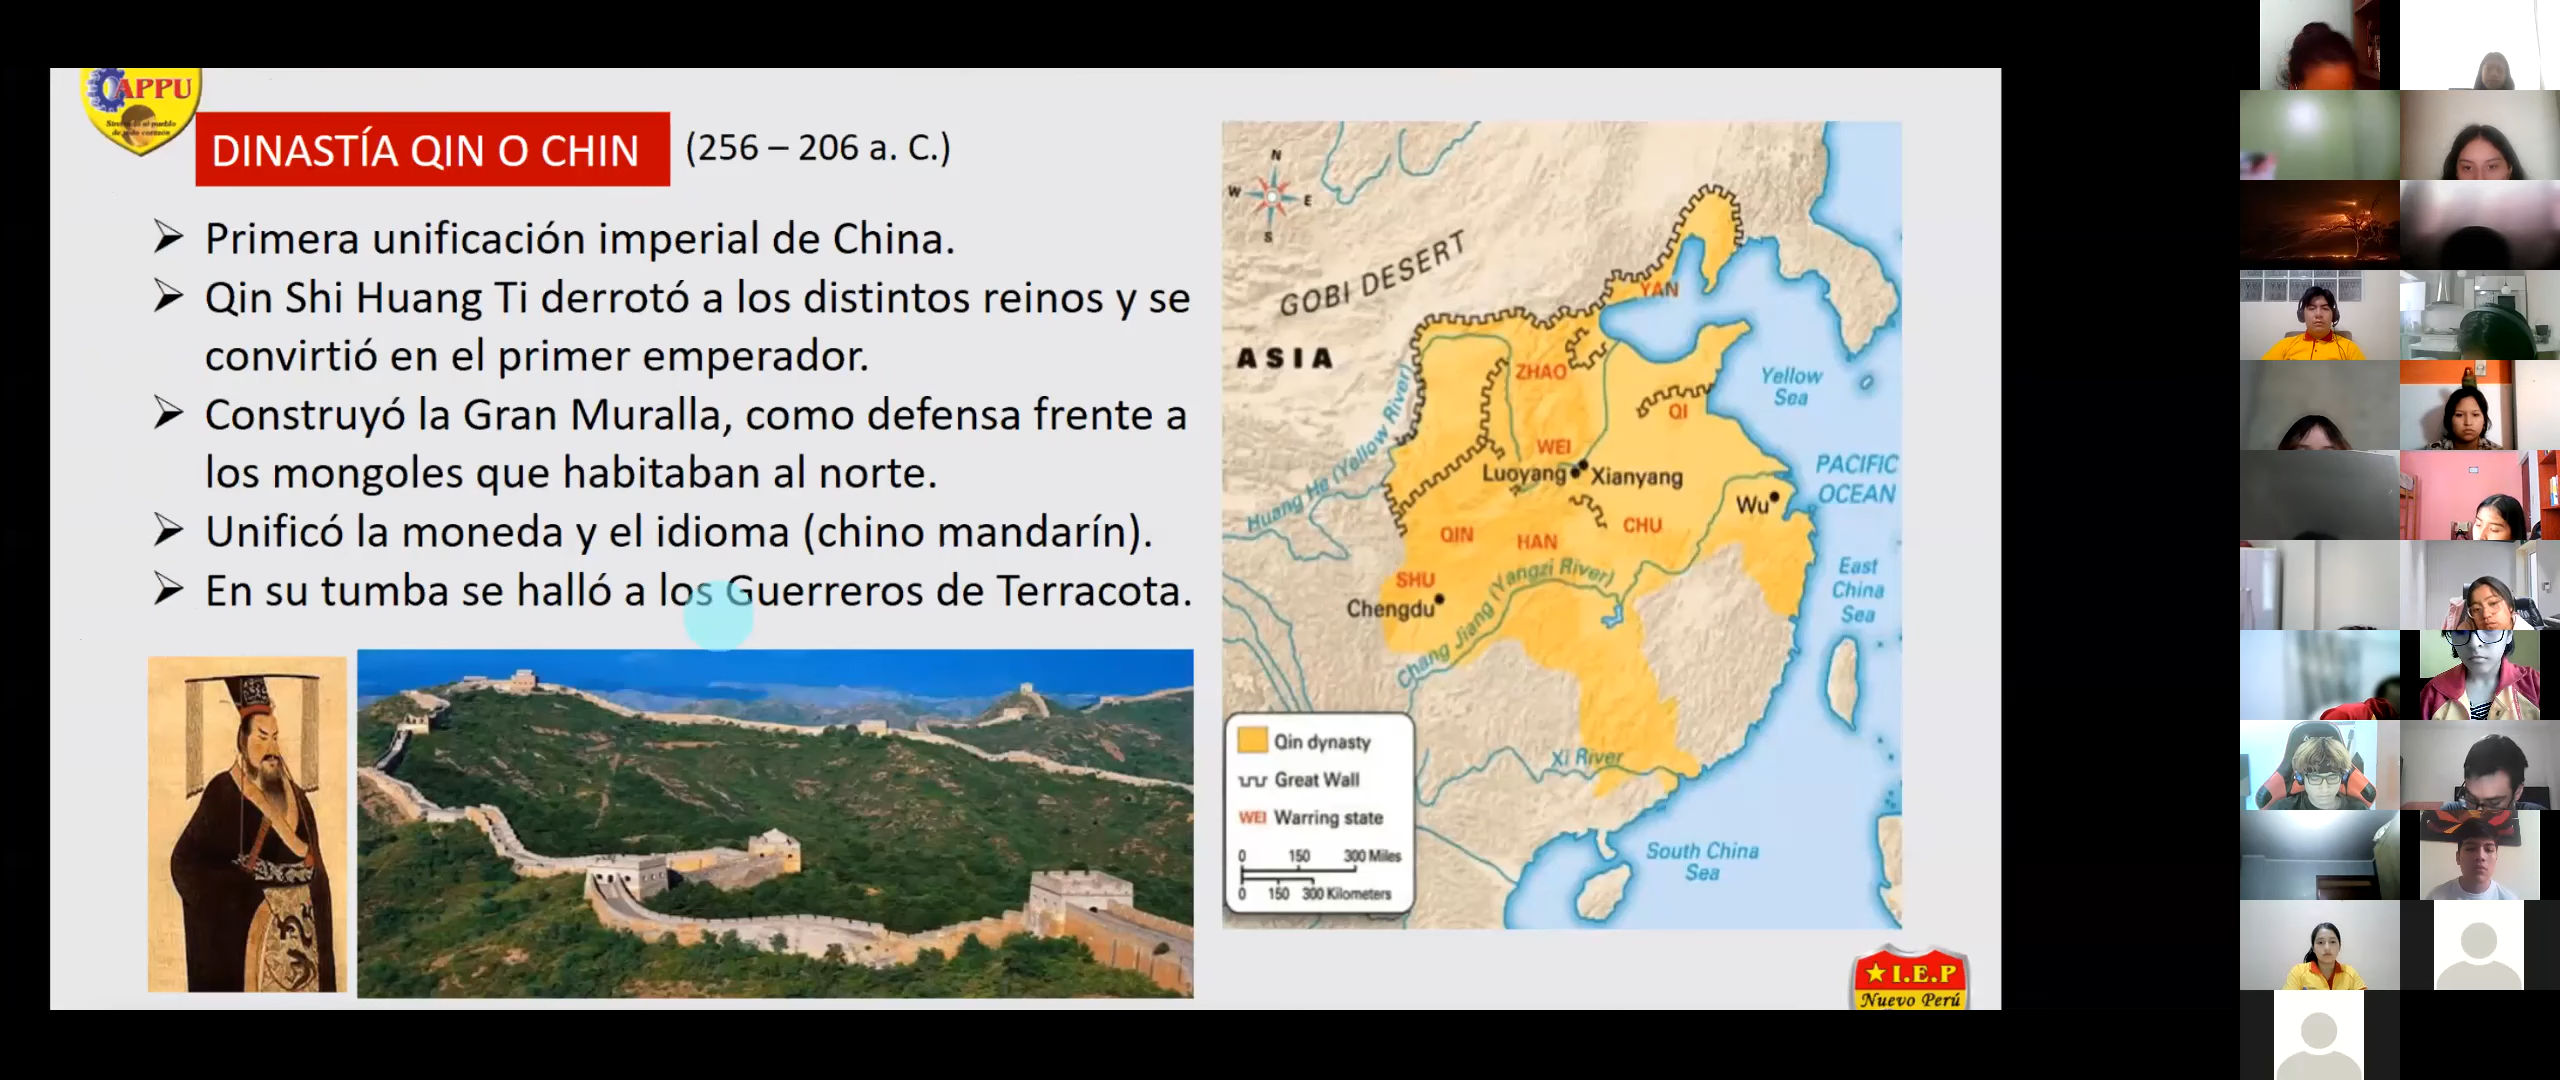 APPU
DINASTÍA QIN O CHIN
(256 – 206 a. C.)
➢ Primera unificación imperial de China.
➢ Qin Shi Huang Ti derrotó a los distintos reinos y se
convirtió en el primer emperador.
➢ Construyó la Gran Muralla, como defensa frente a
los mongoles que habitaban al norte.
➢ Unificó la moneda y el idioma (chino mandarín).
➢ En su tumba se halló a los Guerreros de Terracota.
N
W
E
S
GOBI DESERT
ASIA
YAN
ZHAO
QI
WEI
Luoyang
Xianyang
Wu
QIN
HAN
CHU
SHU
Chengdu
Huang He (Yellow River)
Chang Jiang (Yangzi River)
Xi River
Yellow
Sea
PACIFIC
OCEAN
East
China
Sea
South China
Sea
Qin dynasty
Great Wall
WEI Warring state
0 150 300 Miles
0 150 300 Kilometers
I.E.P
Nuevo Perú